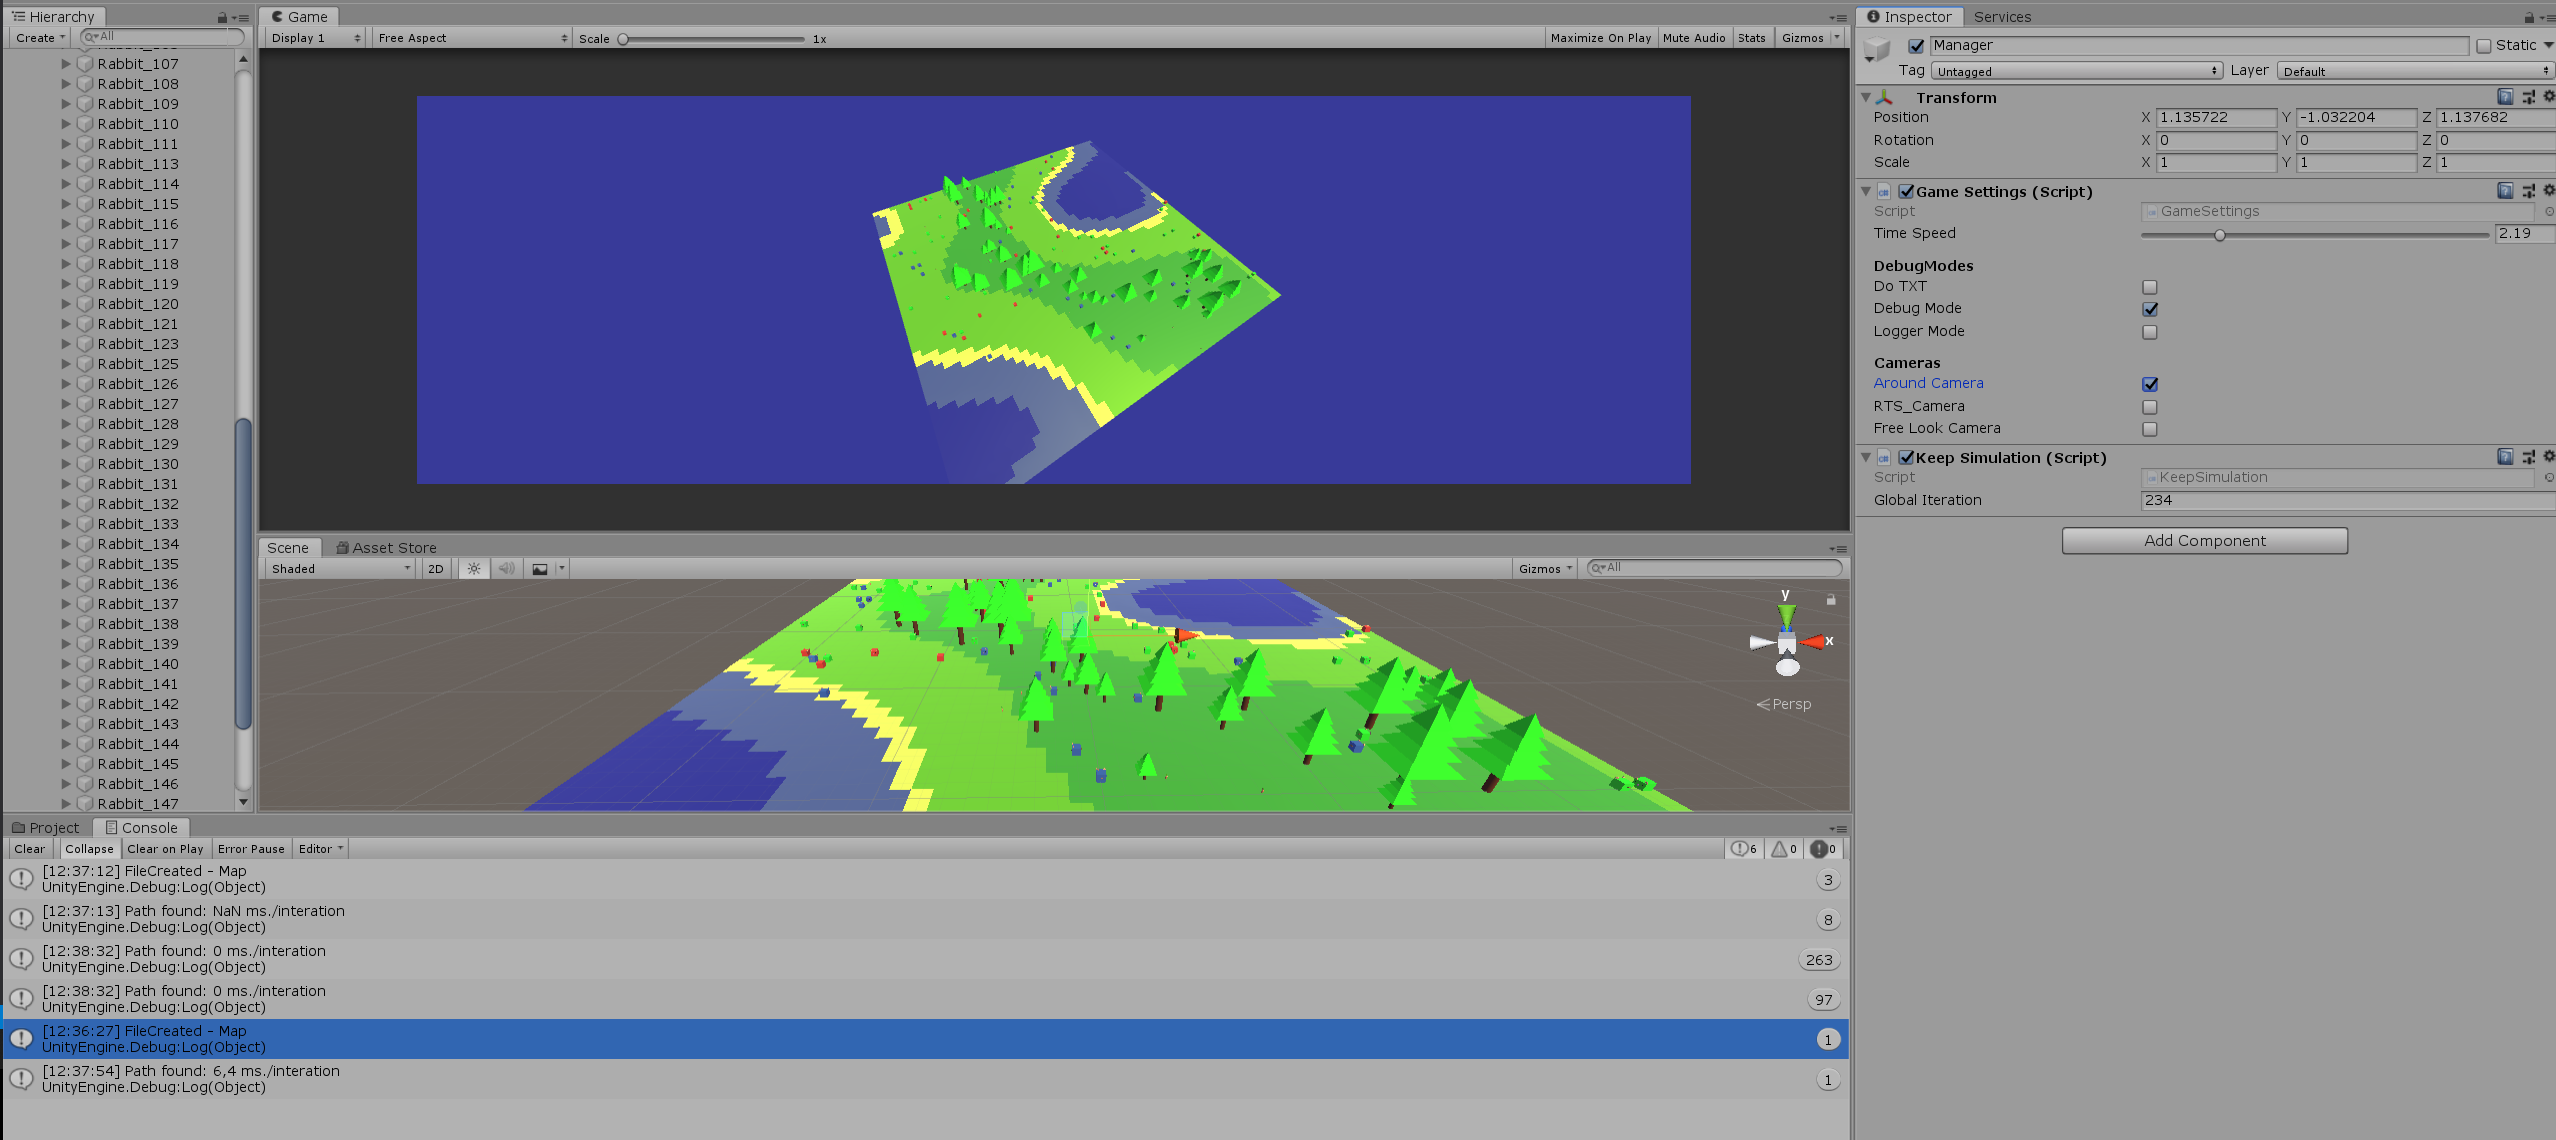 Hierarchy
Create
All
Rabbit_107
Rabbit_108
Rabbit_109
Rabbit_110
Rabbit_111
Rabbit_113
Rabbit_114
Rabbit_115
Rabbit_116
Rabbit_117
Rabbit_118
Rabbit_119
Rabbit_120
Rabbit_121
Rabbit_123
Rabbit_125
Rabbit_126
Rabbit_127
Rabbit_128
Rabbit_129
Rabbit_130
Rabbit_131
Rabbit_132
Rabbit_133
Rabbit_134
Rabbit_135
Rabbit_136
Rabbit_137
Rabbit_138
Rabbit_139
Rabbit_140
Rabbit_141
Rabbit_142
Rabbit_143
Rabbit_144
Rabbit_145
Rabbit_146
Rabbit_147
Game
Display 1 Free Aspect Scale 1x Maximize On Play Mute Audio Stats Gizmos
Scene Asset Store
Shaded 2D Gizmos All
y
x
Persp
Project Console
Clear Collapse Clear on Play Error Pause Editor 6 0 0
[12:37:12] FileCreated - Map
UnityEngine.Debug:Log(Object)
3
[12:37:13] Path found: NaN ms./interation
UnityEngine.Debug:Log(Object)
8
[12:38:32] Path found: 0 ms./interation
UnityEngine.Debug:Log(Object)
263
[12:38:32] Path found: 0 ms./interation
UnityEngine.Debug:Log(Object)
97
[12:36:27] FileCreated - Map
UnityEngine.Debug:Log(Object)
1
[12:37:54] Path found: 6,4 ms./interation
UnityEngine.Debug:Log(Object)
1
Inspector Services
Manager Static
Tag Untagged Layer Default
Transform
Position X 1.135722 Y -1.032204 Z 1.137682
Rotation X 0 Y 0 Z 0
Scale X 1 Y 1 Z 1
Game Settings (Script)
Script GameSettings
Time Speed 2.19
DebugModes
Do TXT
Debug Mode
Logger Mode
Cameras
Around Camera
RTS_Camera
Free Look Camera
Keep Simulation (Script)
Script KeepSimulation
Global Iteration 234
Add Component